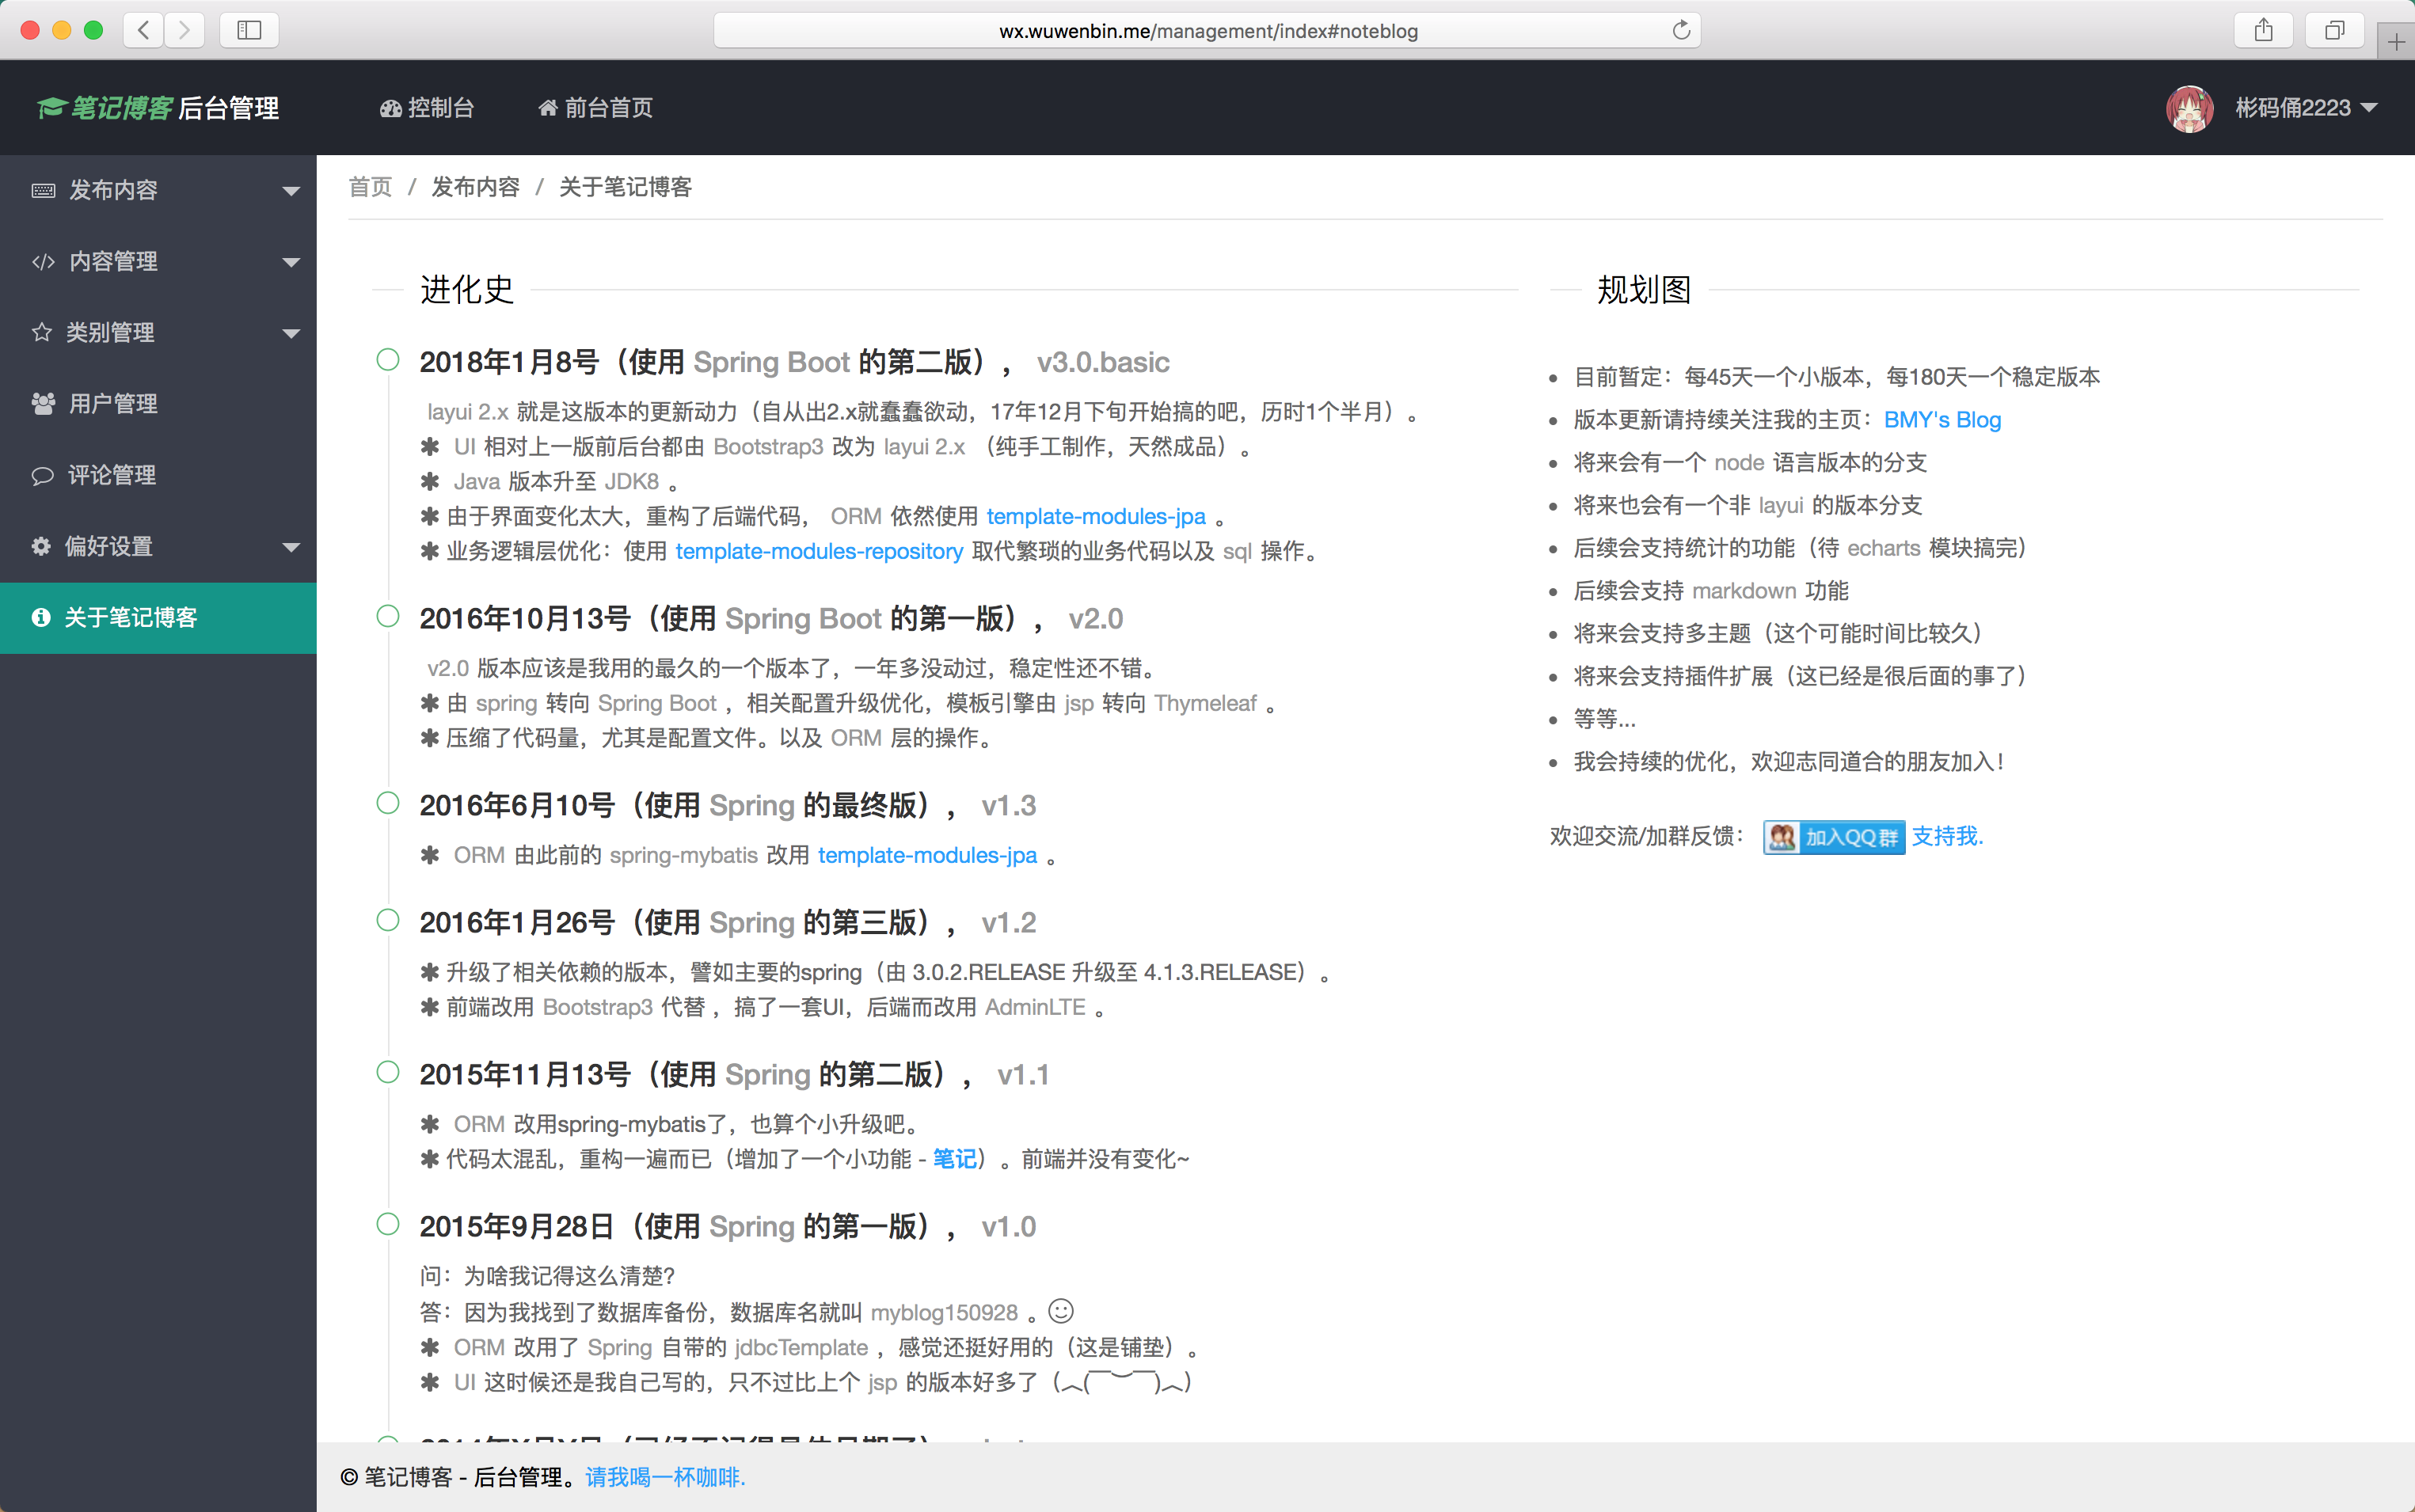 wx.wuwenbin.me/management/index#noteblog
笔记博客 后台管理
控制台
前台首页
彬码俑2223
发布内容
内容管理
类别管理
用户管理
评论管理
偏好设置
关于笔记博客
首页 / 发布内容 / 关于笔记博客
进化史
2018年1月8号（使用 Spring Boot 的第二版）， v3.0.basic
layui 2.x 就是这版本的更新动力（自从出2.x就蠢蠢欲动，17年12月下旬开始搞的吧，历时1个半月）。
✱ UI 相对上一版前后台都由 Bootstrap3 改为 layui 2.x （纯手工制作，天然成品）。
✱ Java 版本升至 JDK8 。
✱ 由于界面变化太大，重构了后端代码， ORM 依然使用 template-modules-jpa 。
✱ 业务逻辑层优化：使用 template-modules-repository 取代繁琐的业务代码以及 sql 操作。
2016年10月13号（使用 Spring Boot 的第一版）， v2.0
v2.0 版本应该是我用的最久的一个版本了，一年多没动过，稳定性还不错。
✱ 由 spring 转向 Spring Boot ，相关配置升级优化，模板引擎由 jsp 转向 Thymeleaf 。
✱ 压缩了代码量，尤其是配置文件。以及 ORM 层的操作。
2016年6月10号（使用 Spring 的最终版）， v1.3
✱ ORM 由此前的 spring-mybatis 改用 template-modules-jpa 。
2016年1月26号（使用 Spring 的第三版）， v1.2
✱ 升级了相关依赖的版本，譬如主要的spring（由 3.0.2.RELEASE 升级至 4.1.3.RELEASE）。
✱ 前端改用 Bootstrap3 代替 ，搞了一套UI，后端而改用 AdminLTE 。
2015年11月13号（使用 Spring 的第二版）， v1.1
✱ ORM 改用spring-mybatis了，也算个小升级吧。
✱ 代码太混乱，重构一遍而已（增加了一个小功能 - 笔记）。前端并没有变化~
2015年9月28日（使用 Spring 的第一版）， v1.0
问：为啥我记得这么清楚?
答：因为我找到了数据库备份，数据库名就叫 myblog150928 。
✱ ORM 改用了 Spring 自带的 jdbcTemplate ，感觉还挺好用的（这是铺垫）。
✱ UI 这时候还是我自己写的，只不过比上个 jsp 的版本好多了（︿(￣︶￣)︿）
规划图
目前暂定：每45天一个小版本，每180天一个稳定版本
版本更新请持续关注我的主页：BMY's Blog
将来会有一个 node 语言版本的分支
将来也会有一个非 layui 的版本分支
后续会支持统计的功能（待 echarts 模块搞完）
后续会支持 markdown 功能
将来会支持多主题（这个可能时间比较久）
将来会支持插件扩展（这已经是很后面的事了）
等等...
我会持续的优化，欢迎志同道合的朋友加入！
欢迎交流/加群反馈： 加入QQ群 支持我.
© 笔记博客 - 后台管理。请我喝一杯咖啡.